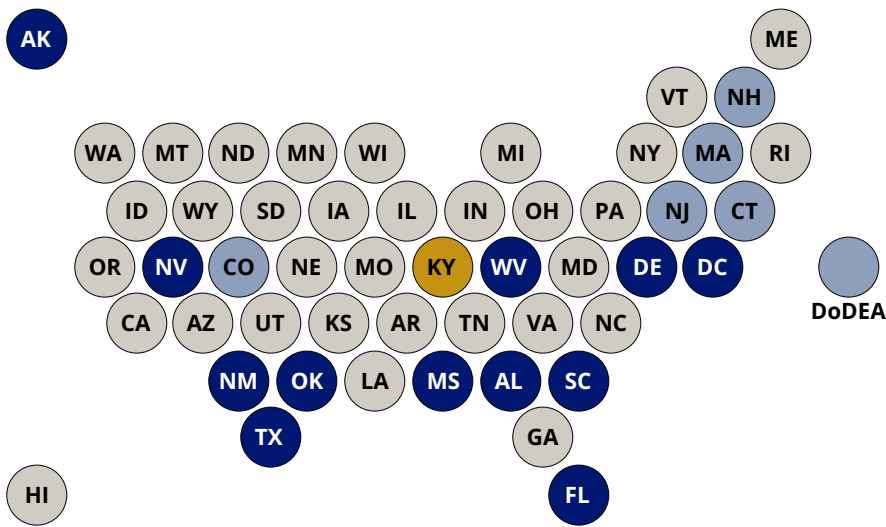 AK ME
VT NH
WA MT ND MN WI MI NY MA RI
ID WY SD IA IL IN OH PA NJ CT
OR NV CO NE MO KY WV MD DE DC
DoDEA
CA AZ UT KS AR TN VA NC
NM OK LA MS AL SC
TX GA
HI FL